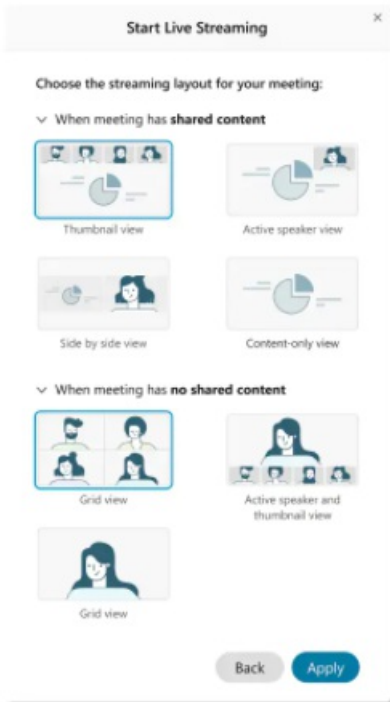 Start Live Streaming
Choose the streaming layout for your meeting:
When meeting has shared content
Thumbnail view
Active speaker view
Side by side view
Content-only view
When meeting has no shared content
Grid view
Active speaker and
thumbnail view
Grid view
Back
Apply